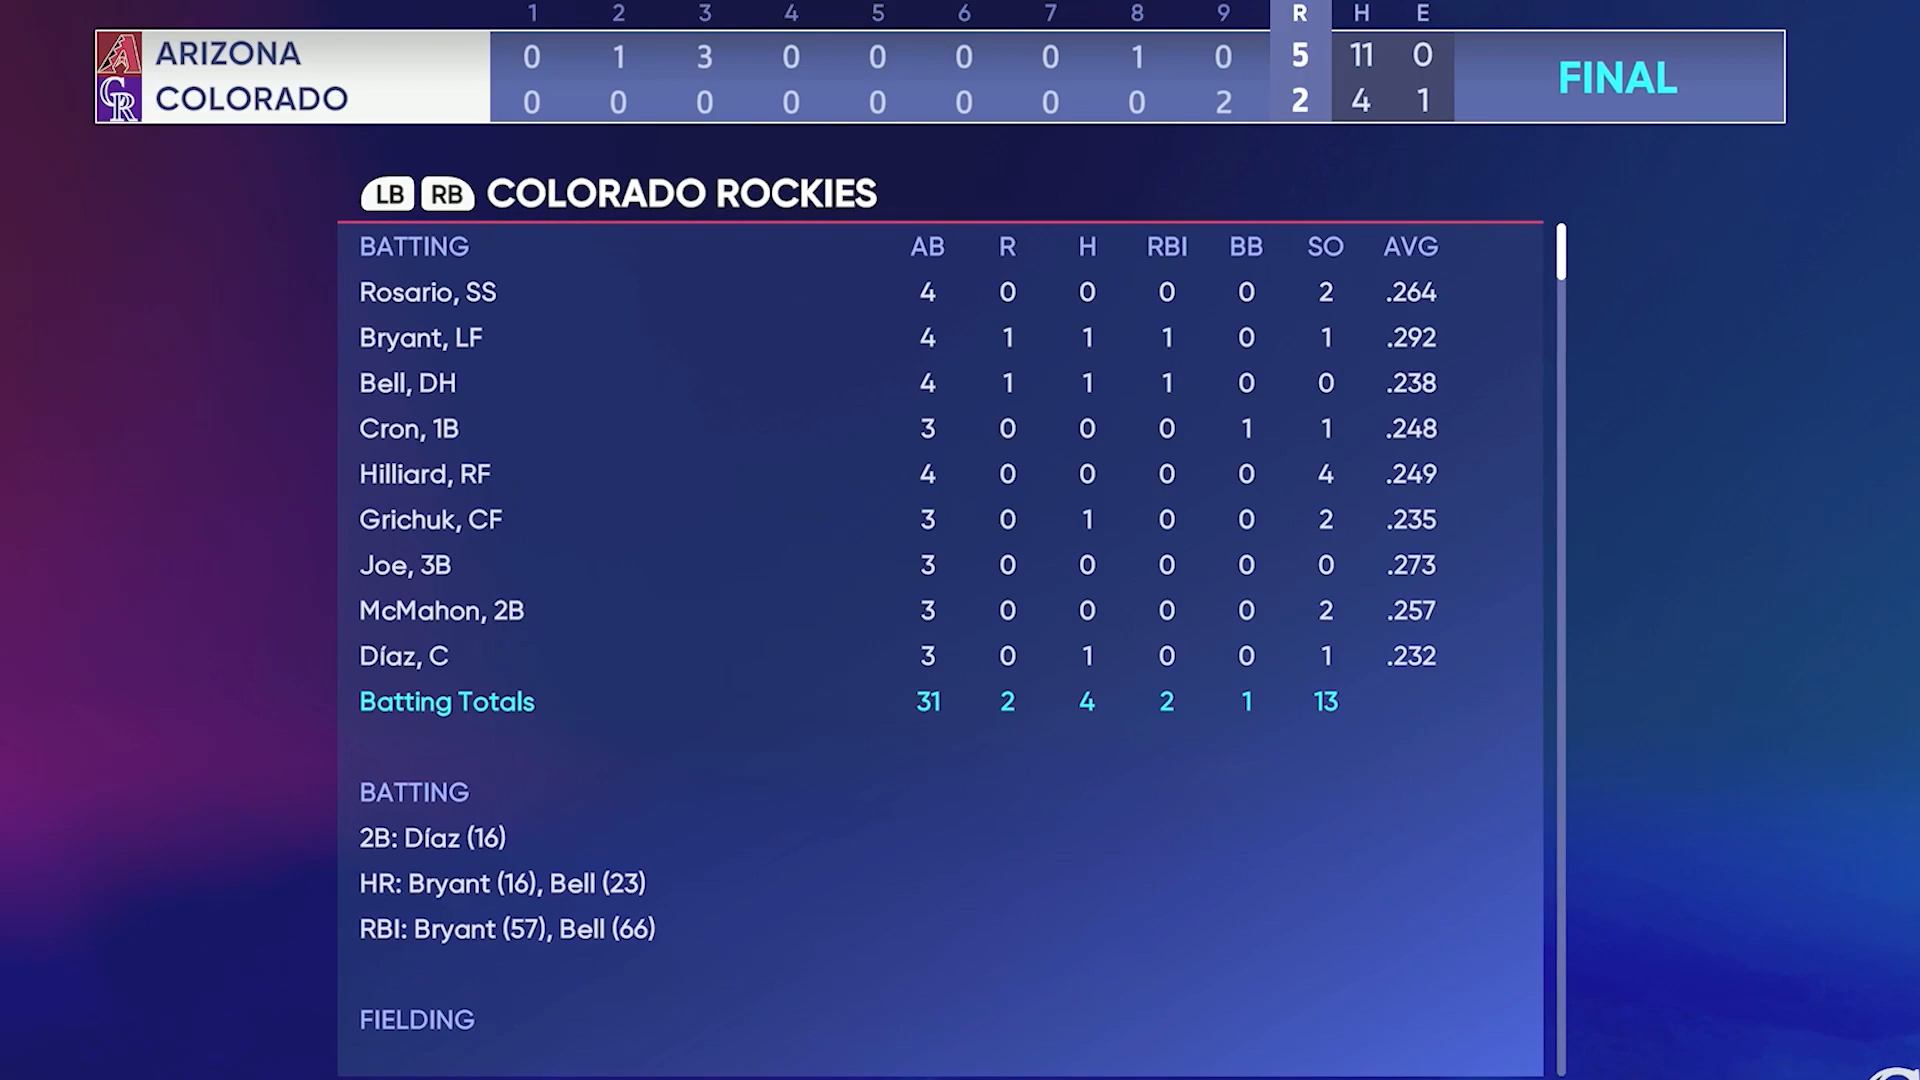 1 2 3 4 5 6 7 8 9 R H E
ARIZONA 0 1 3 0 0 0 0 1 0 5 11 0
COLORADO 0 0 0 0 0 0 0 0 2 2 4 1
FINAL
LB RB COLORADO ROCKIES
BATTING AB R H RBI BB SO AVG
Rosario, SS 4 0 0 0 0 2 .264
Bryant, LF 4 1 1 1 0 1 .292
Bell, DH 4 1 1 1 0 0 .238
Cron, 1B 3 0 0 0 1 1 .248
Hilliard, RF 4 0 0 0 0 4 .249
Grichuk, CF 3 0 1 0 0 2 .235
Joe, 3B 3 0 0 0 0 0 .273
McMahon, 2B 3 0 0 0 0 2 .257
Díaz, C 3 0 1 0 0 1 .232
Batting Totals 31 2 4 2 1 13
BATTING
2B: Díaz (16)
HR: Bryant (16), Bell (23)
RBI: Bryant (57), Bell (66)
FIELDING